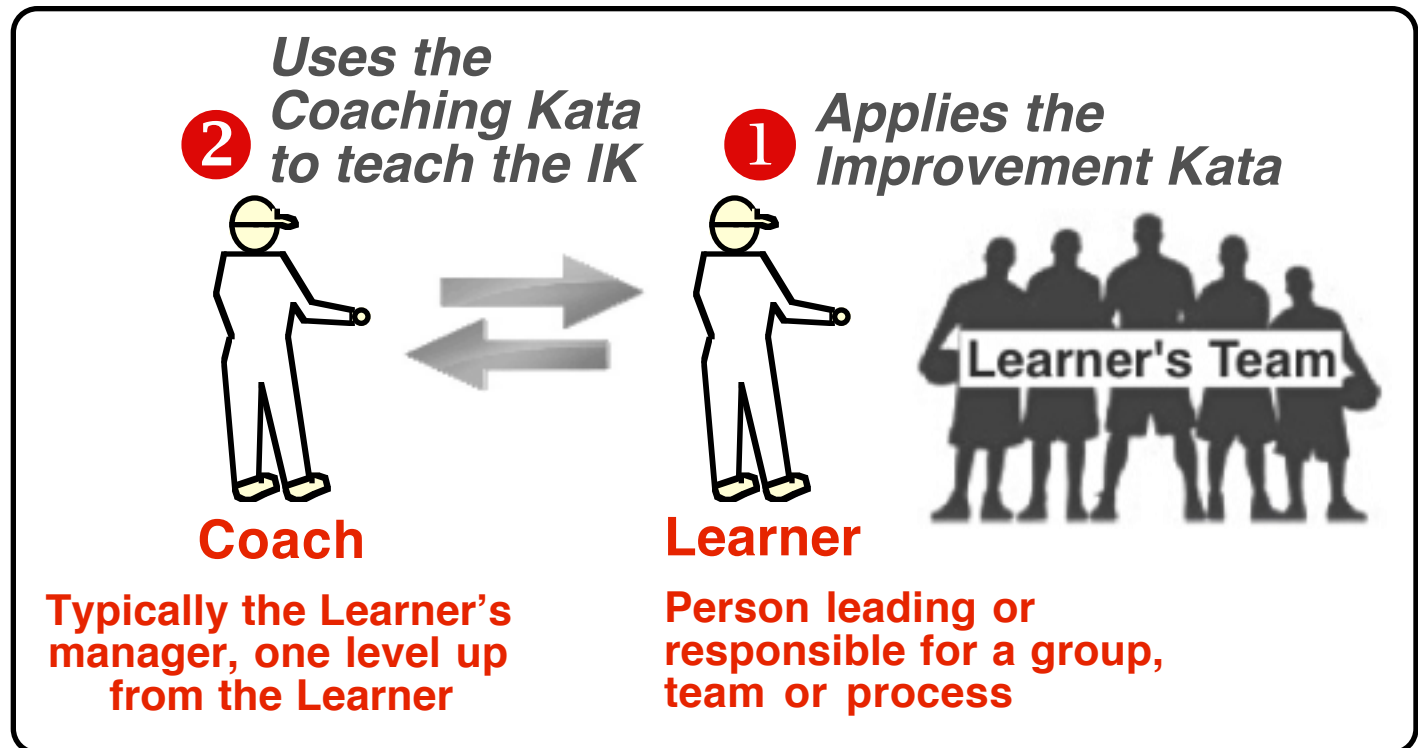 2
Uses the
Coaching Kata
to teach the IK
1
Applies the
Improvement Kata
Learner's Team
Coach
Typically the Learner’s
manager, one level up
from the Learner
Learner
Person leading or
responsible for a group,
team or process